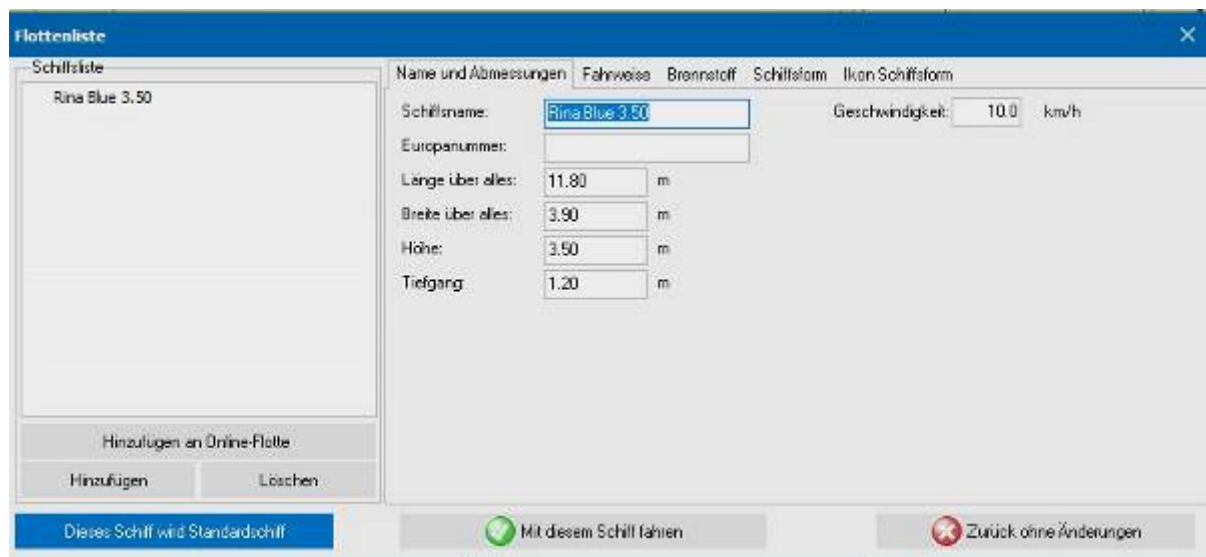 Flottenliste
Schiffsliste
Rina Blue 3.50
Hinzufügen an Online-Flotte
Hinzufügen Löschen
Name und Abmessungen Fahrweise Brennstoff Schiffsform Ikon Schiffsform
Schiffsname: Rina Blue 3.50 Geschwindigkeit: 10.0 km/h
Europanummer:
Länge über alles: 11.80 m
Breite über alles: 3.90 m
Höhe: 3.50 m
Tiefgang: 1.20 m
Dieses Schiff wird Standardschiff Mit diesem Schiff fahren Zurück ohne Änderungen